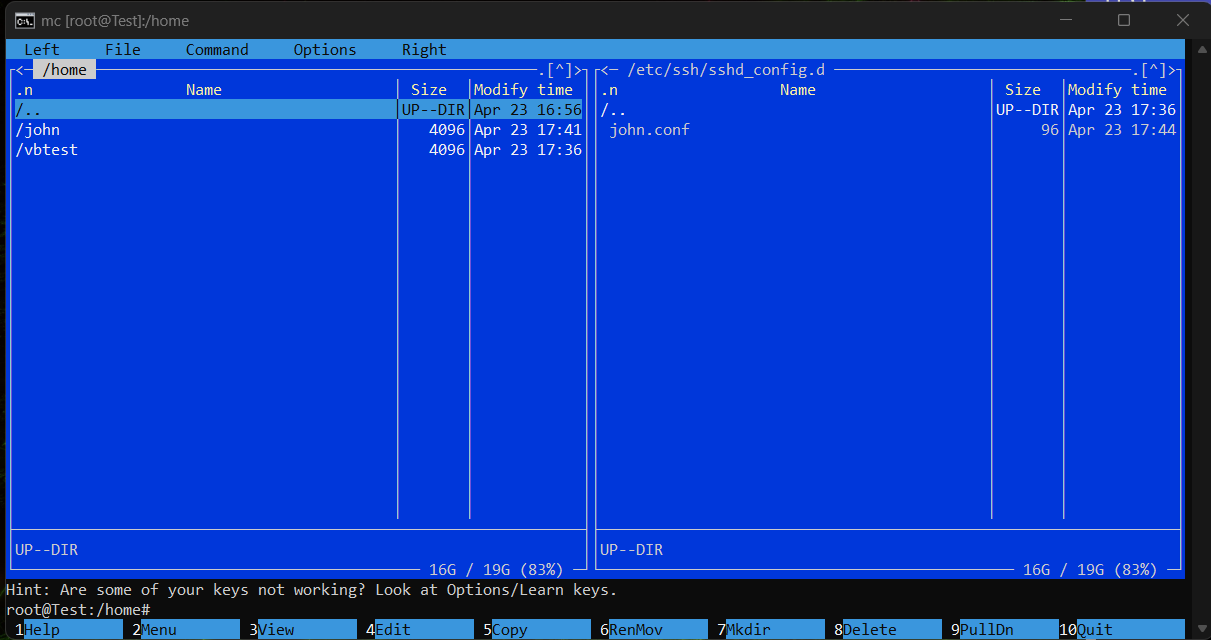 mc [root@Test]:/home
Left File Command Options Right
<─ /home .[^]>
.n Name Size Modify time
/.. UP--DIR Apr 23 16:56
/john 4096 Apr 23 17:41
/vbtest 4096 Apr 23 17:36
UP--DIR
16G / 19G (83%)
<─ /etc/ssh/sshd_config.d .[^]>
.n Name Size Modify time
/.. UP--DIR Apr 23 17:36
john.conf 96 Apr 23 17:44
UP--DIR
16G / 19G (83%)
Hint: Are some of your keys not working? Look at Options/Learn keys.
root@Test:/home#
1Help 2Menu 3View 4Edit 5Copy 6RenMov 7Mkdir 8Delete 9PullDn 10Quit